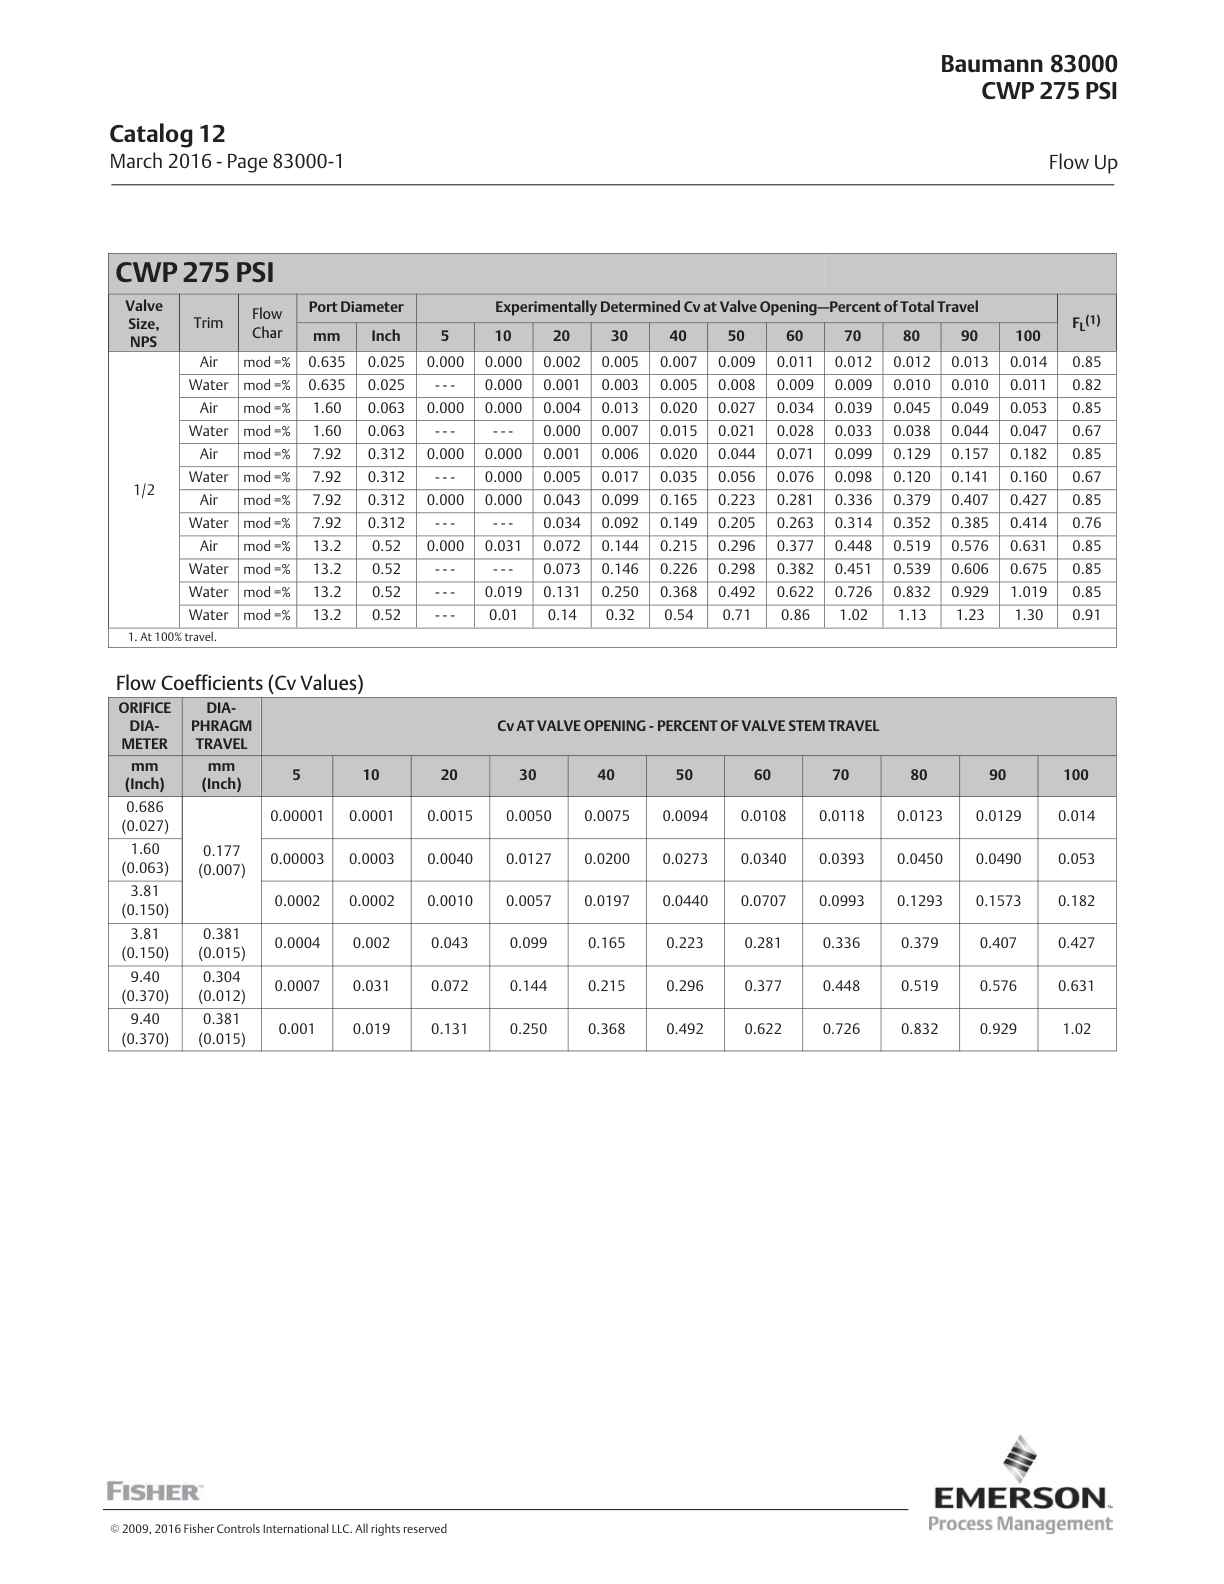 Baumann 83000
CWP 275 PSI
Catalog 12
March 2016 - Page 83000-1
Flow Up
CWP 275 PSI
Valve Size, NPS Trim Flow Char Port Diameter Experimentally Determined Cv at Valve Opening—Percent of Total Travel FL(1)
mm Inch 5 10 20 30 40 50 60 70 80 90 100
1/2
Air mod =% 0.635 0.025 0.000 0.000 0.002 0.005 0.007 0.009 0.011 0.012 0.012 0.013 0.014 0.85
Water mod =% 0.635 0.025 - - - 0.000 0.001 0.003 0.005 0.008 0.009 0.009 0.010 0.010 0.011 0.82
Air mod =% 1.60 0.063 0.000 0.000 0.004 0.013 0.020 0.027 0.034 0.039 0.045 0.049 0.053 0.85
Water mod =% 1.60 0.063 - - - - - - 0.000 0.007 0.015 0.021 0.028 0.033 0.038 0.044 0.047 0.67
Air mod =% 7.92 0.312 0.000 0.000 0.001 0.006 0.020 0.044 0.071 0.099 0.129 0.157 0.182 0.85
Water mod =% 7.92 0.312 - - - 0.000 0.005 0.017 0.035 0.056 0.076 0.098 0.120 0.141 0.160 0.67
Air mod =% 7.92 0.312 0.000 0.000 0.043 0.099 0.165 0.223 0.281 0.336 0.379 0.407 0.427 0.85
Water mod =% 7.92 0.312 - - - - - - 0.034 0.092 0.149 0.205 0.263 0.314 0.352 0.385 0.414 0.76
Air mod =% 13.2 0.52 0.000 0.031 0.072 0.144 0.215 0.296 0.377 0.448 0.519 0.576 0.631 0.85
Water mod =% 13.2 0.52 - - - - - - 0.073 0.146 0.226 0.298 0.382 0.451 0.539 0.606 0.675 0.85
Water mod =% 13.2 0.52 - - - 0.019 0.131 0.250 0.368 0.492 0.622 0.726 0.832 0.929 1.019 0.85
Water mod =% 13.2 0.52 - - - 0.01 0.14 0.32 0.54 0.71 0.86 1.02 1.13 1.23 1.30 0.91
1. At 100% travel.
Flow Coefficients (Cv Values)
ORIFICE DIA- METER DIA- PHRAGM TRAVEL Cv AT VALVE OPENING - PERCENT OF VALVE STEM TRAVEL
mm (Inch) mm (Inch) 5 10 20 30 40 50 60 70 80 90 100
0.686 (0.027) 0.00001 0.0001 0.0015 0.0050 0.0075 0.0094 0.0108 0.0118 0.0123 0.0129 0.014
1.60 (0.063) 0.177 (0.007) 0.00003 0.0003 0.0040 0.0127 0.0200 0.0273 0.0340 0.0393 0.0450 0.0490 0.053
3.81 (0.150) 0.0002 0.0002 0.0010 0.0057 0.0197 0.0440 0.0707 0.0993 0.1293 0.1573 0.182
3.81 (0.150) 0.381 (0.015) 0.0004 0.002 0.043 0.099 0.165 0.223 0.281 0.336 0.379 0.407 0.427
9.40 (0.370) 0.304 (0.012) 0.0007 0.031 0.072 0.144 0.215 0.296 0.377 0.448 0.519 0.576 0.631
9.40 (0.370) 0.381 (0.015) 0.001 0.019 0.131 0.250 0.368 0.492 0.622 0.726 0.832 0.929 1.02
FISHER™
© 2009, 2016 Fisher Controls International LLC. All rights reserved
EMERSON™
Process Management